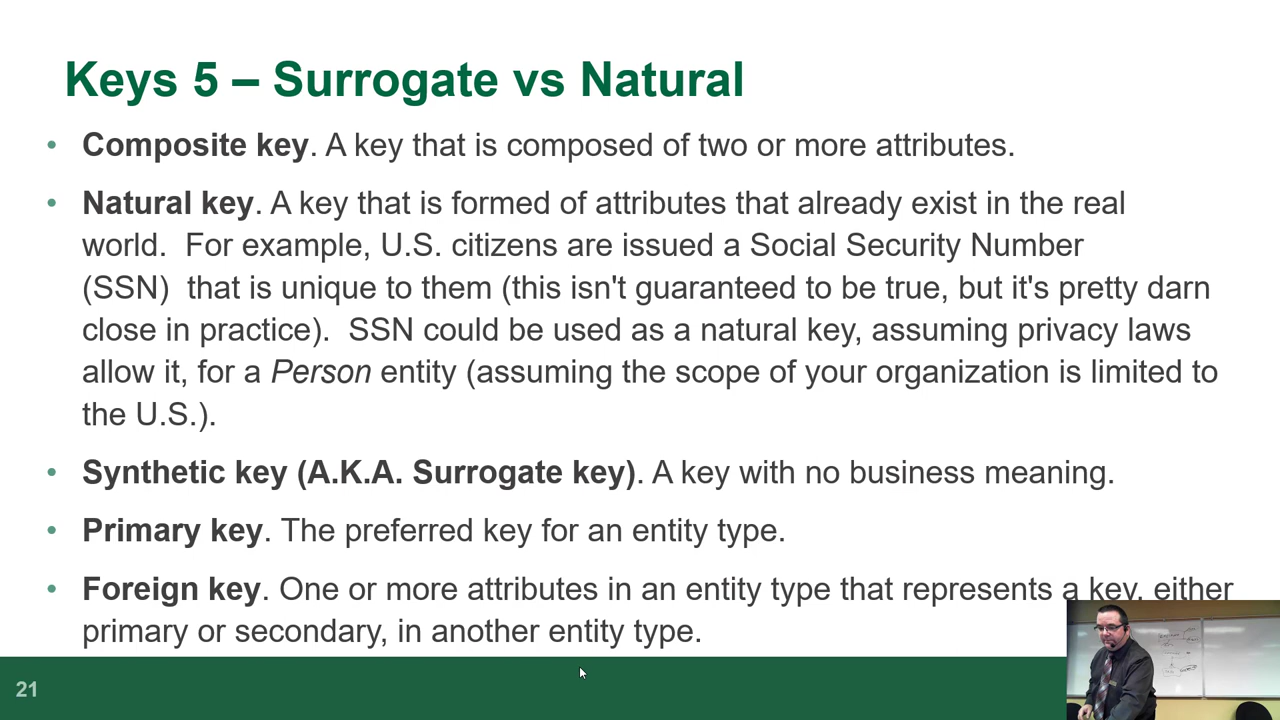 Keys 5 – Surrogate vs Natural
• Composite key. A key that is composed of two or more attributes.
• Natural key. A key that is formed of attributes that already exist in the real
world.  For example, U.S. citizens are issued a Social Security Number
(SSN)  that is unique to them (this isn't guaranteed to be true, but it's pretty darn
close in practice).  SSN could be used as a natural key, assuming privacy laws
allow it, for a Person entity (assuming the scope of your organization is limited to
the U.S.).
• Synthetic key (A.K.A. Surrogate key). A key with no business meaning.
• Primary key. The preferred key for an entity type.
• Foreign key. One or more attributes in an entity type that represents a key, either
primary or secondary, in another entity type.
21